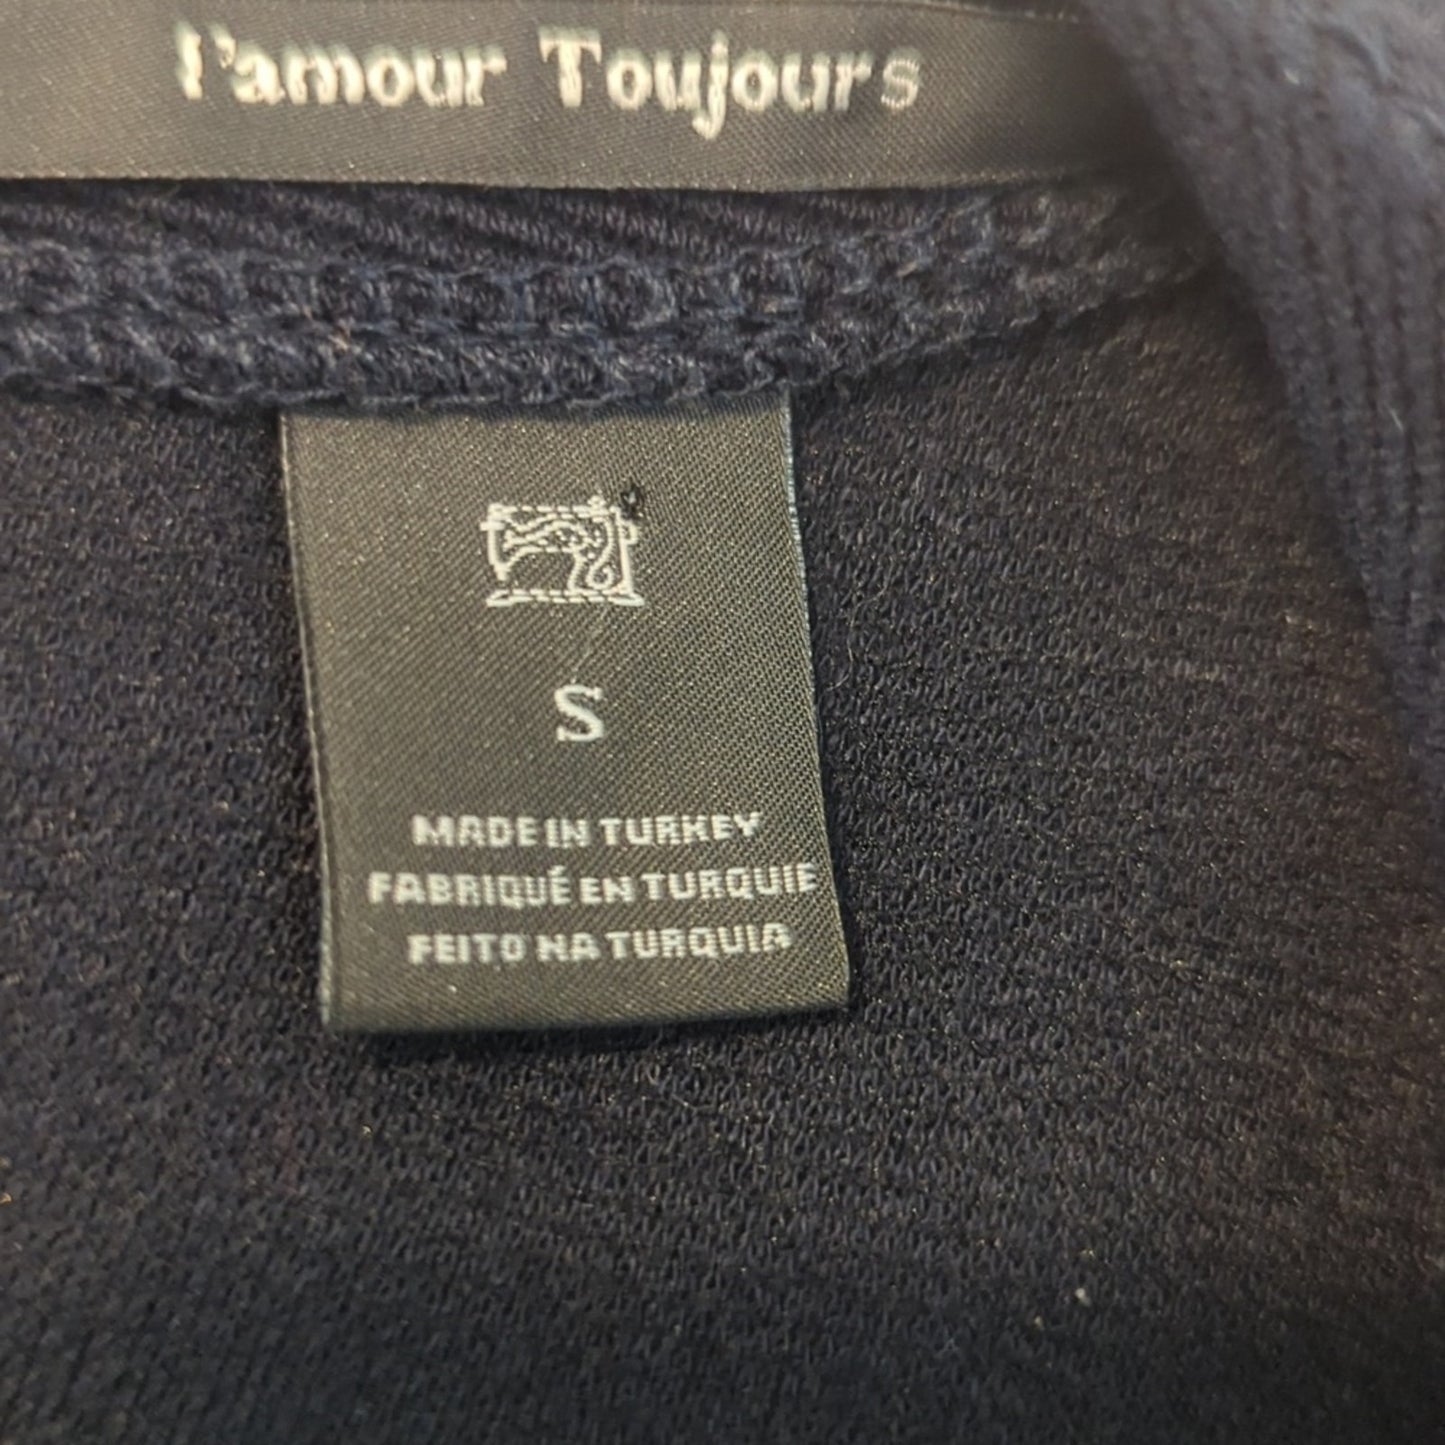 l'amour Toujours
S
MADE IN TURKEY
FABRIQUÉ EN TURQUIE
FEITO NA TURQUIA